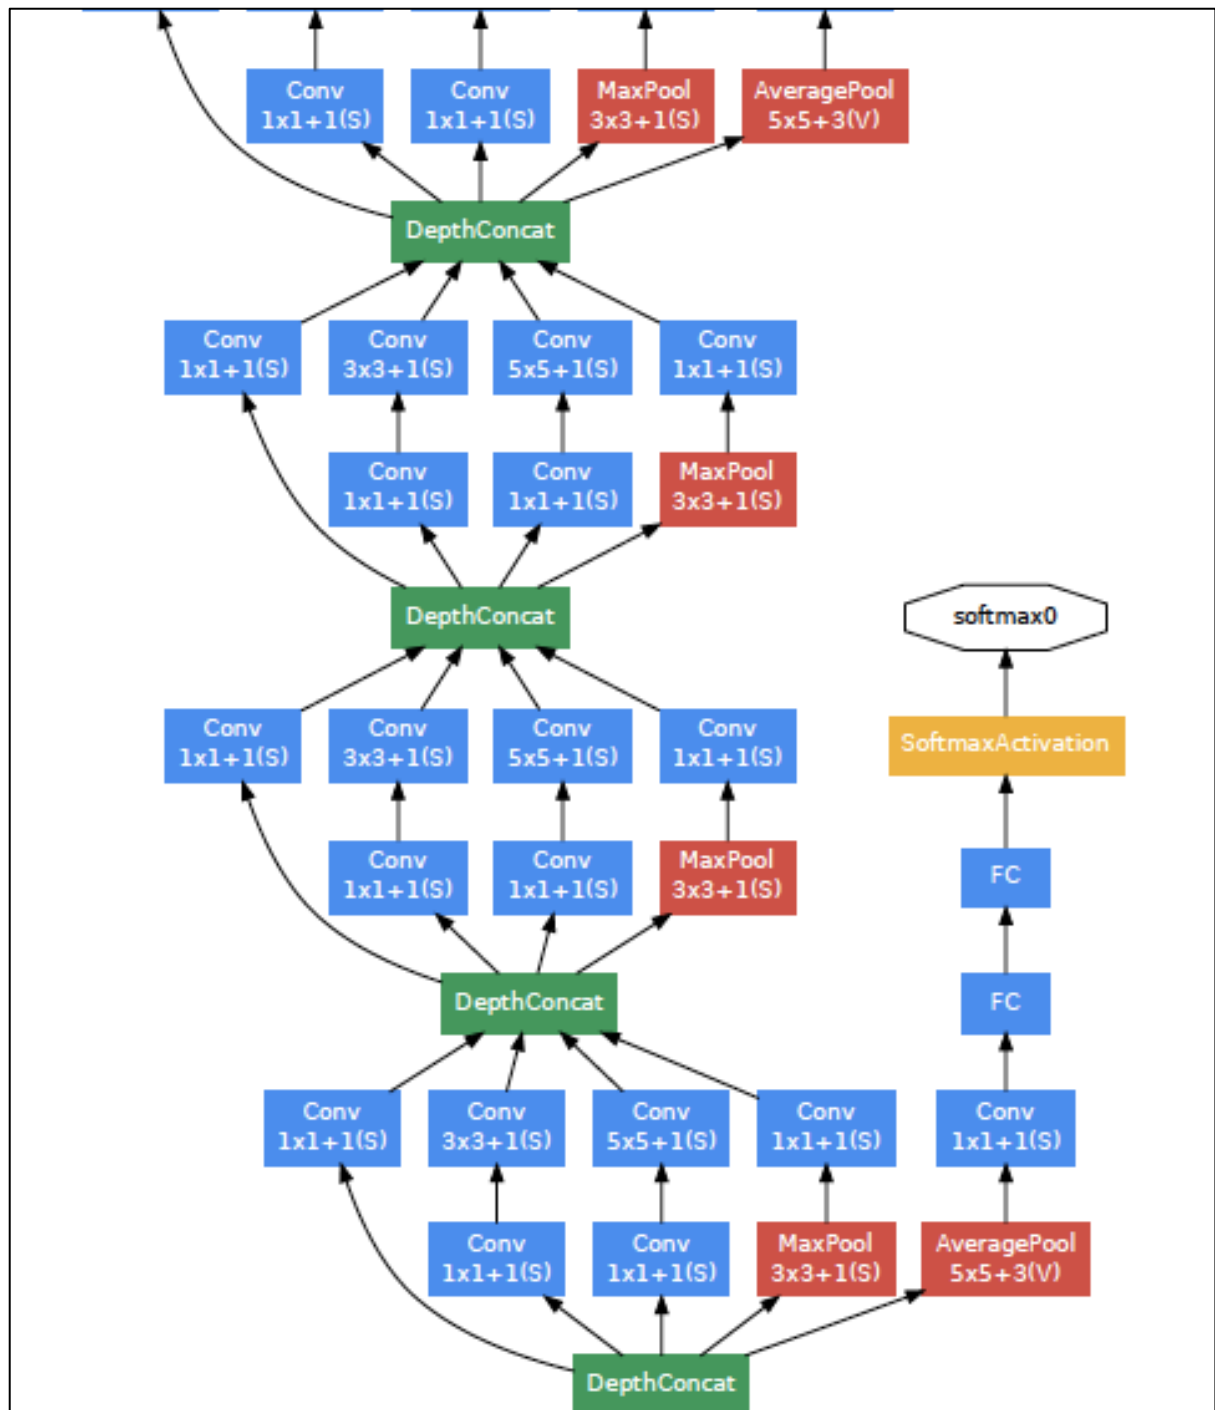 Conv
1x1+1(S)
Conv
1x1+1(S)
MaxPool
3x3+1(S)
AveragePool
5x5+3(V)
DepthConcat
Conv
1x1+1(S)
Conv
3x3+1(S)
Conv
5x5+1(S)
Conv
1x1+1(S)
Conv
1x1+1(S)
Conv
1x1+1(S)
MaxPool
3x3+1(S)
DepthConcat
softmax0
Conv
1x1+1(S)
Conv
3x3+1(S)
Conv
5x5+1(S)
Conv
1x1+1(S)
SoftmaxActivation
Conv
1x1+1(S)
Conv
1x1+1(S)
MaxPool
3x3+1(S)
FC
DepthConcat
FC
Conv
1x1+1(S)
Conv
3x3+1(S)
Conv
5x5+1(S)
Conv
1x1+1(S)
Conv
1x1+1(S)
Conv
1x1+1(S)
Conv
1x1+1(S)
MaxPool
3x3+1(S)
AveragePool
5x5+3(V)
DepthConcat